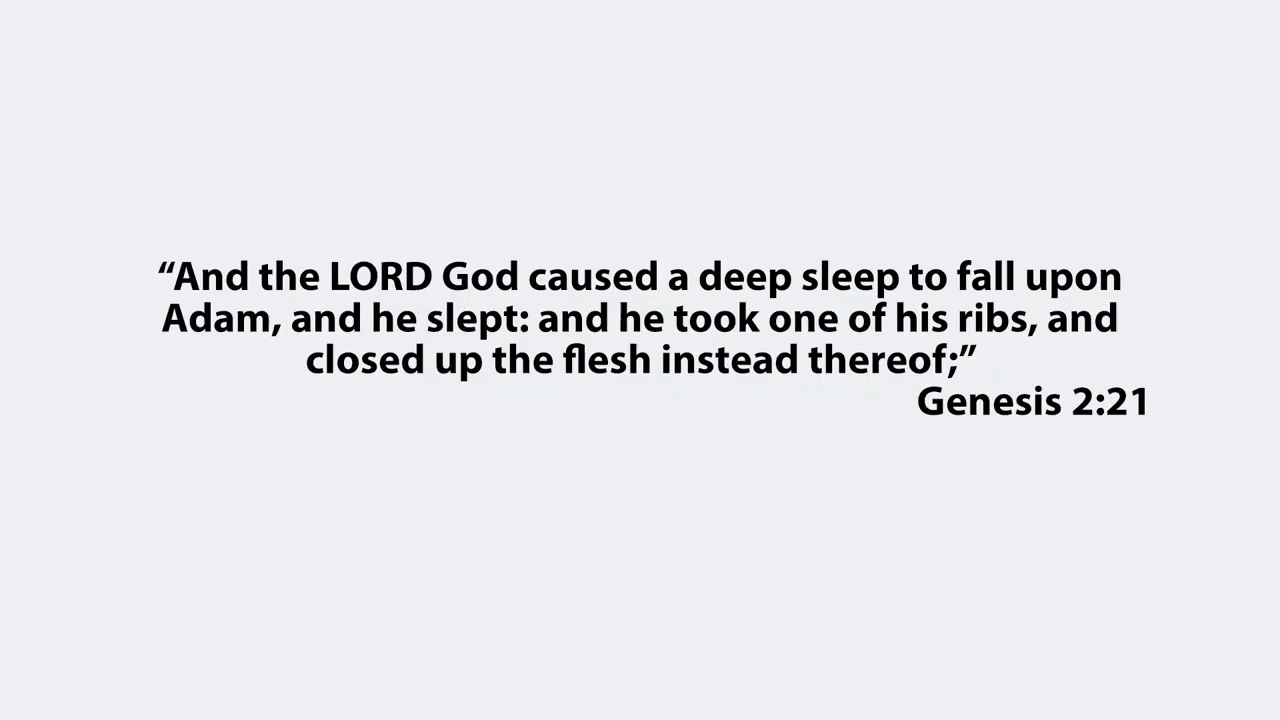 “And the LORD God caused a deep sleep to fall upon
Adam, and he slept: and he took one of his ribs, and
closed up the flesh instead thereof;”
Genesis 2:21